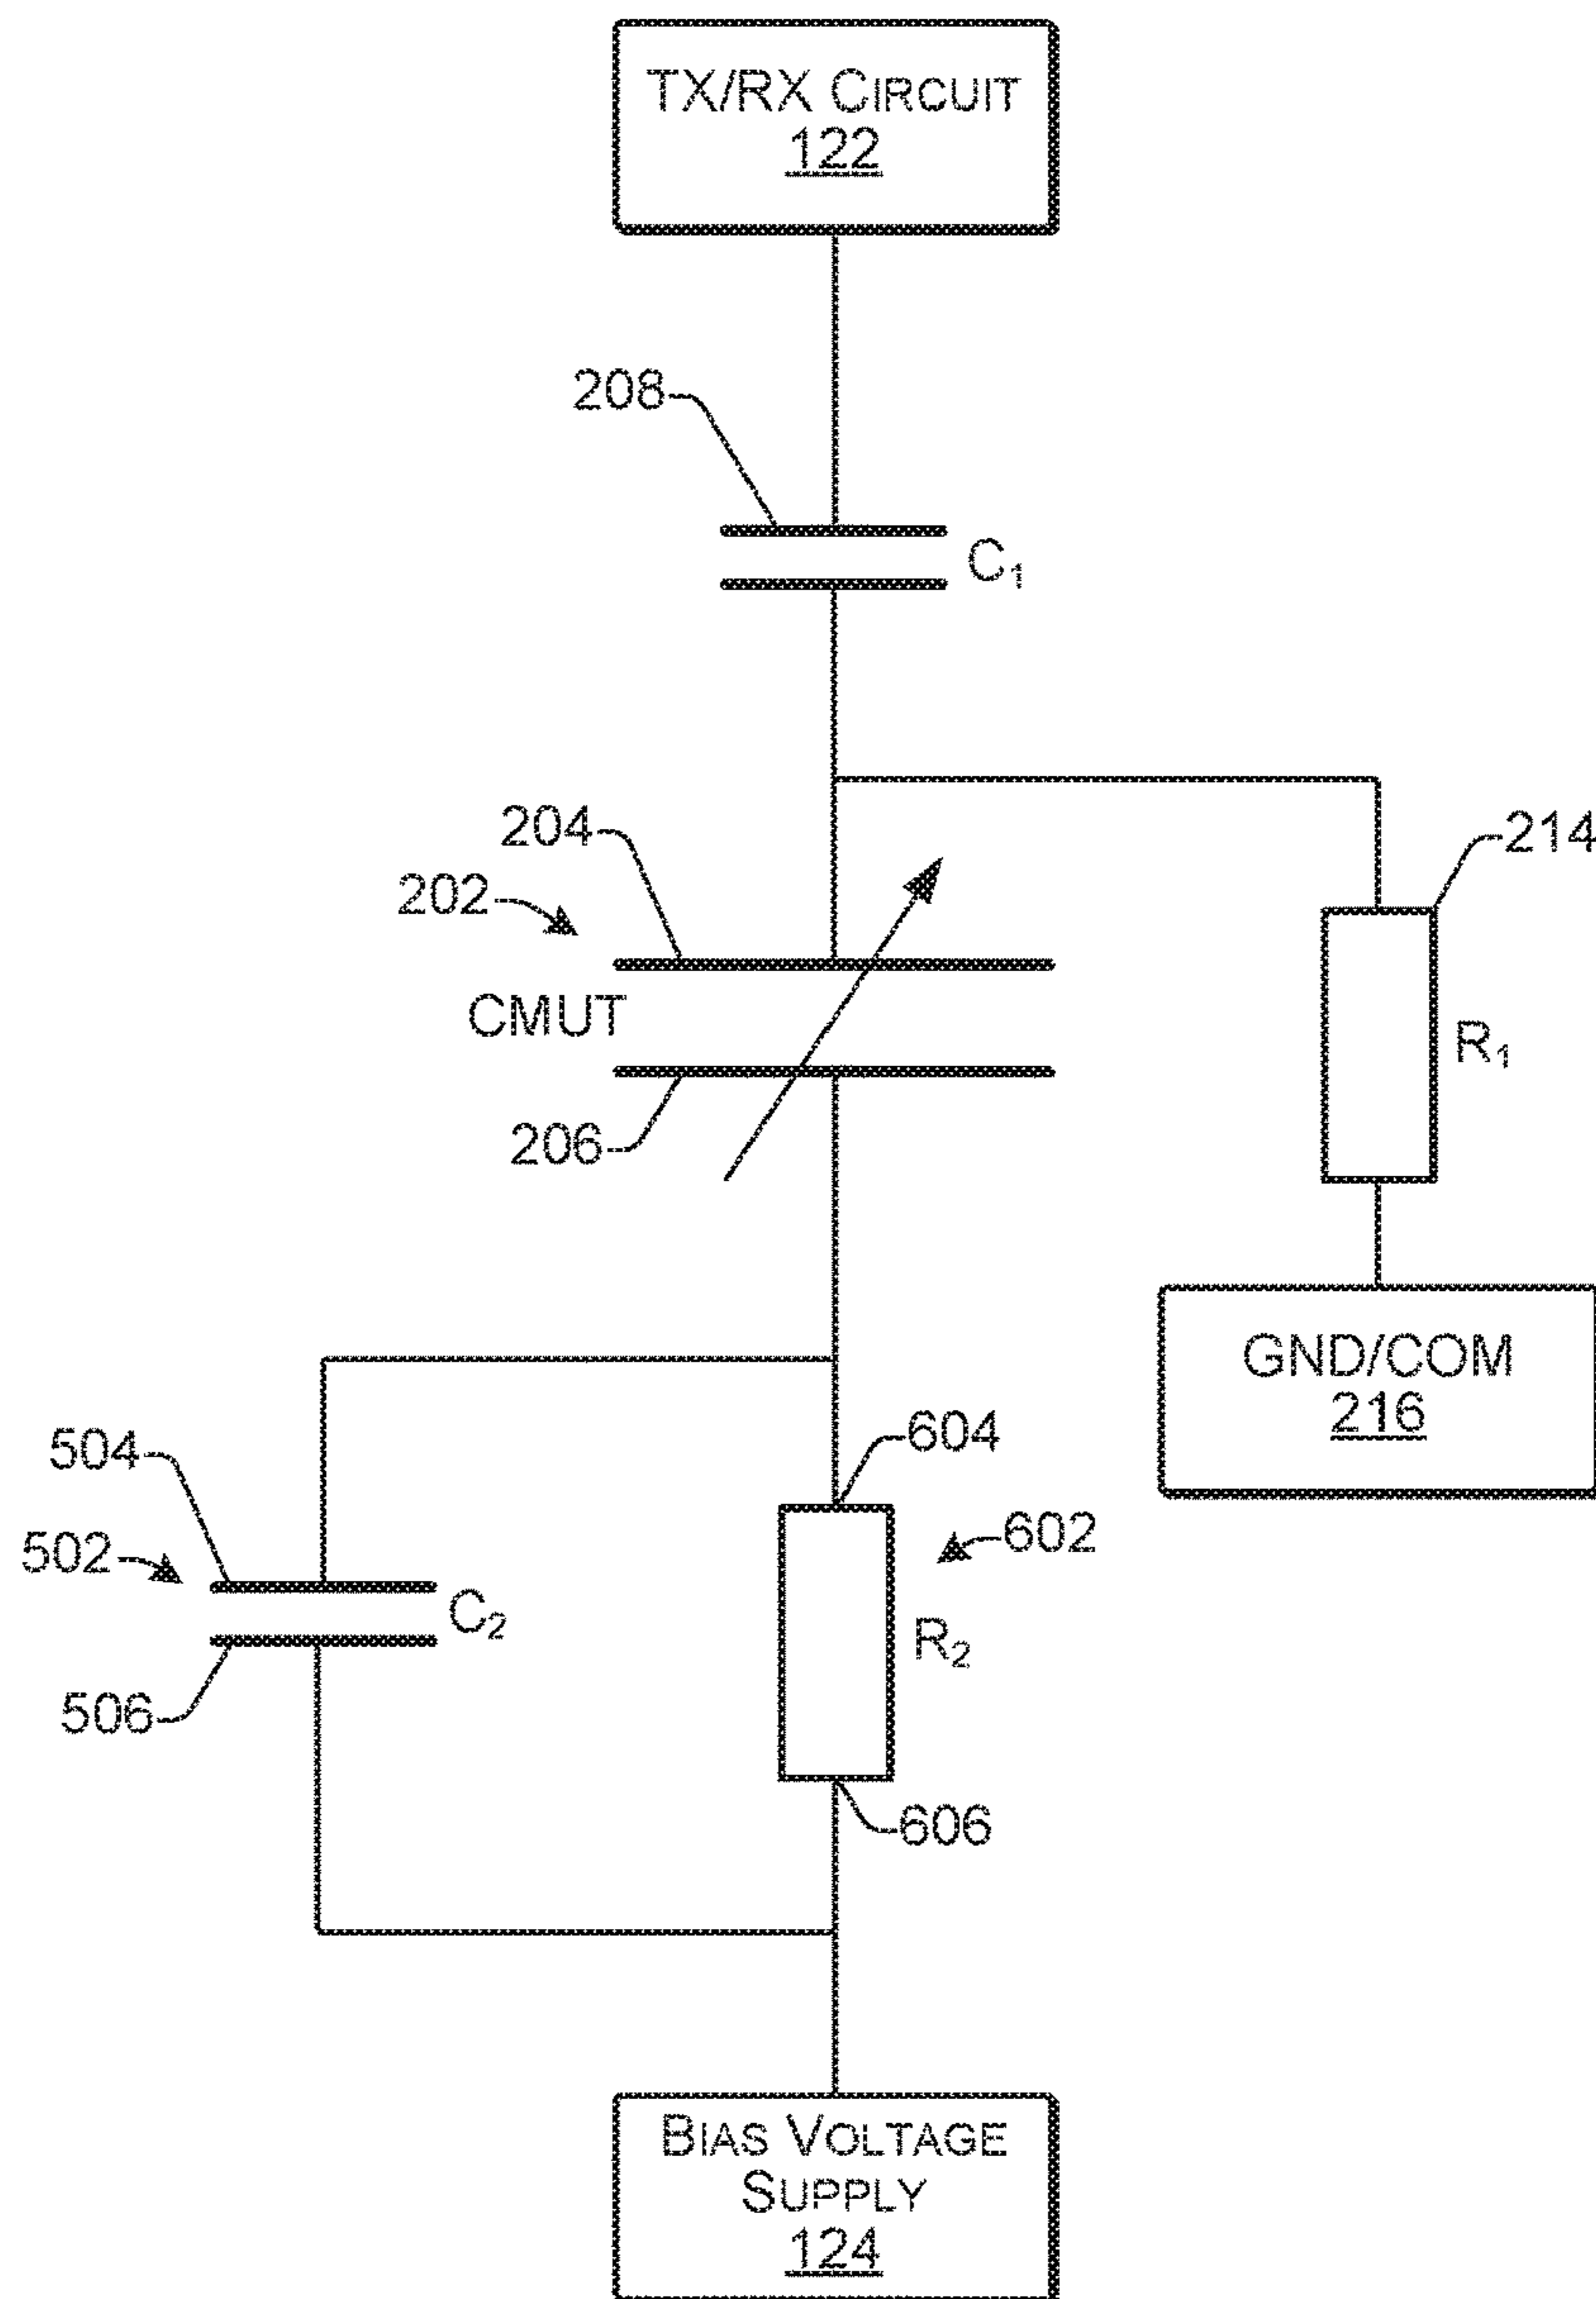 TX/RX CIRCUIT
122
208
C₁
204
214
202
CMUT
R₁
206
GND/COM
216
504
604
502
602
C₂
R₂
506
606
BIAS VOLTAGE
SUPPLY
124